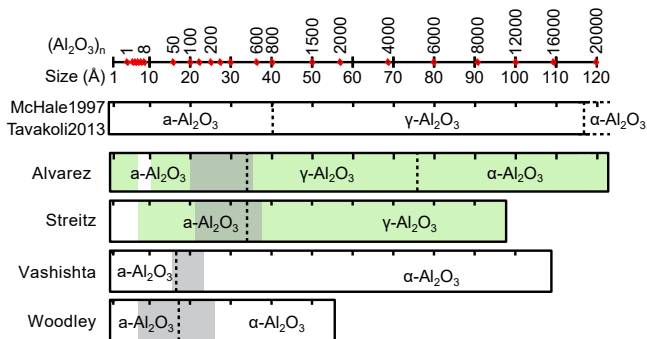 (Al₂O₃)ₙ 1 8 50 100 200 600 800 1500 2000 4000 6000 8000 12000 16000 20000
Size (Å) 1 10 20 30 40 50 60 70 80 90 100 110 120
McHale1997
Tavakoli2013
a-Al₂O₃ γ-Al₂O₃ α-Al₂O₃
Alvarez a-Al₂O₃ γ-Al₂O₃ α-Al₂O₃
Streitz a-Al₂O₃ γ-Al₂O₃
Vashishta a-Al₂O₃ α-Al₂O₃
Woodley a-Al₂O₃ α-Al₂O₃